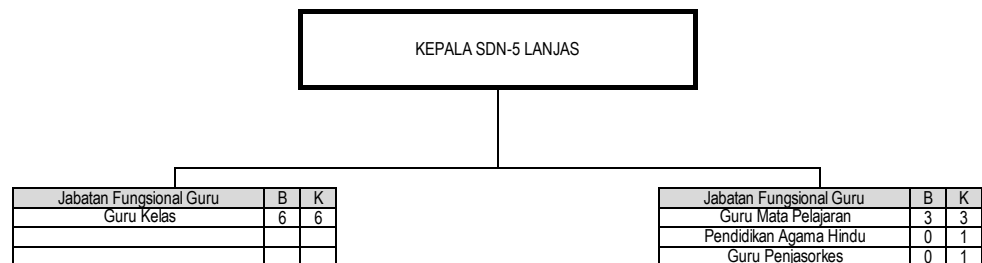 KEPALA SDN-5 LANJAS
Jabatan Fungsional Guru B K
Guru Kelas 6 6
Jabatan Fungsional Guru B K
Guru Mata Pelajaran 3 3
Pendidikan Agama Hindu 0 1
Guru Penjasorkes 0 1